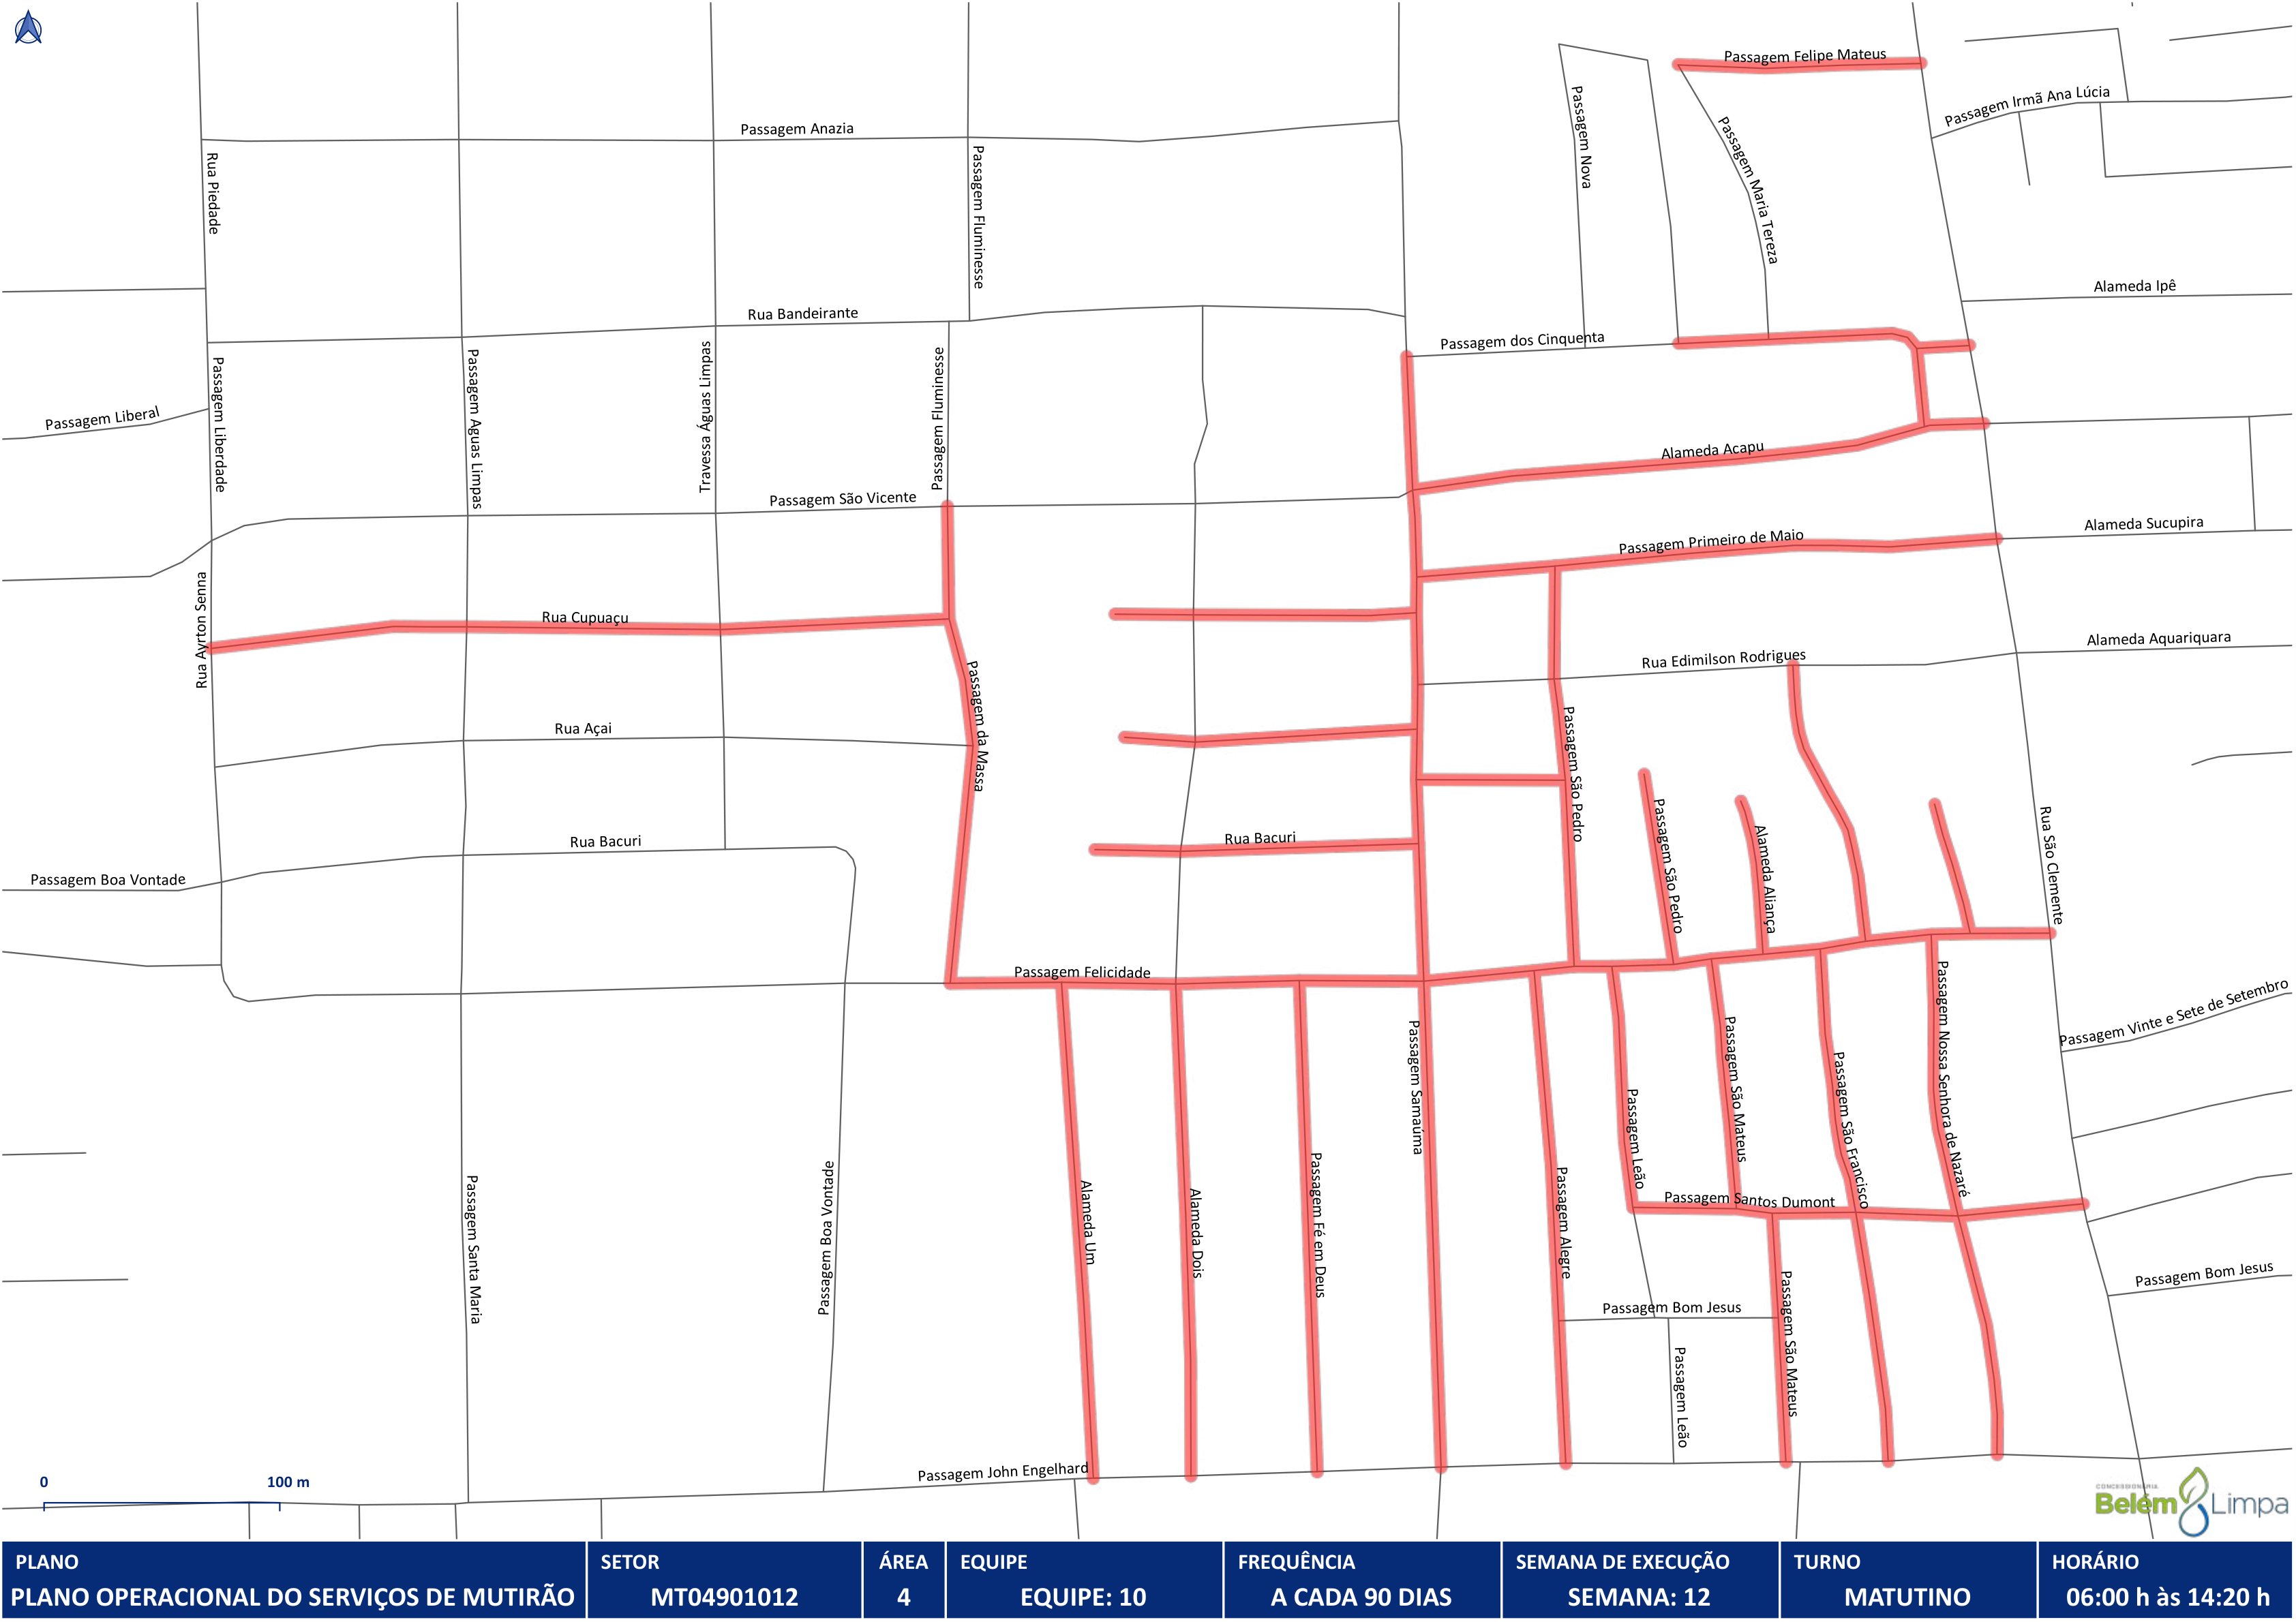 Passagem Felipe Mateus
Passagem Irmã Ana Lúcia
Passagem Nova
Passagem Maria Tereza
Passagem Anazia
Rua Piedade
Passagem Fluminesse
Alameda Ipê
Rua Bandeirante
Passagem dos Cinquenta
Passagem Liberdade
Passagem Aguas Limpas
Travessa Águas Limpas
Passagem Fluminesse
Passagem Liberal
Alameda Acapu
Passagem São Vicente
Alameda Sucupira
Passagem Primeiro de Maio
Rua Ayrton Sena
Rua Cupuaçu
Alameda Aquariquara
Rua Edimilson Rodrigues
Passagem da Massa
Rua Açai
Passagem São Pedro
Passagem São Pedro
Alameda Aliança
Rua São Clemente
Rua Bacuri
Rua Bacuri
Passagem Boa Vontade
Passagem Felicidade
Passagem Nossa Senhora de Nazaré
Passagem Vinte e Sete de Setembro
Passagem Samaúma
Passagem São Mateus
Passagem São Francisco
Passagem Leão
Passagem Santa Maria
Passagem Boa Vontade
Alameda Um
Alameda Dois
Passagem Fé em Deus
Passagem Alegre
Passagem Santos Dumont
Passagem Bom Jesus
Passagem Bom Jesus
Passagem São Mateus
Passagem Leão
Passagem John Engelhard
0 100 m
CONCESSIONÁRIA
Belém Limpa
PLANO
PLANO OPERACIONAL DO SERVIÇOS DE MUTIRÃO
SETOR
MT04901012
ÁREA
4
EQUIPE
EQUIPE: 10
FREQUÊNCIA
A CADA 90 DIAS
SEMANA DE EXECUÇÃO
SEMANA: 12
TURNO
MATUTINO
HORÁRIO
06:00 h às 14:20 h